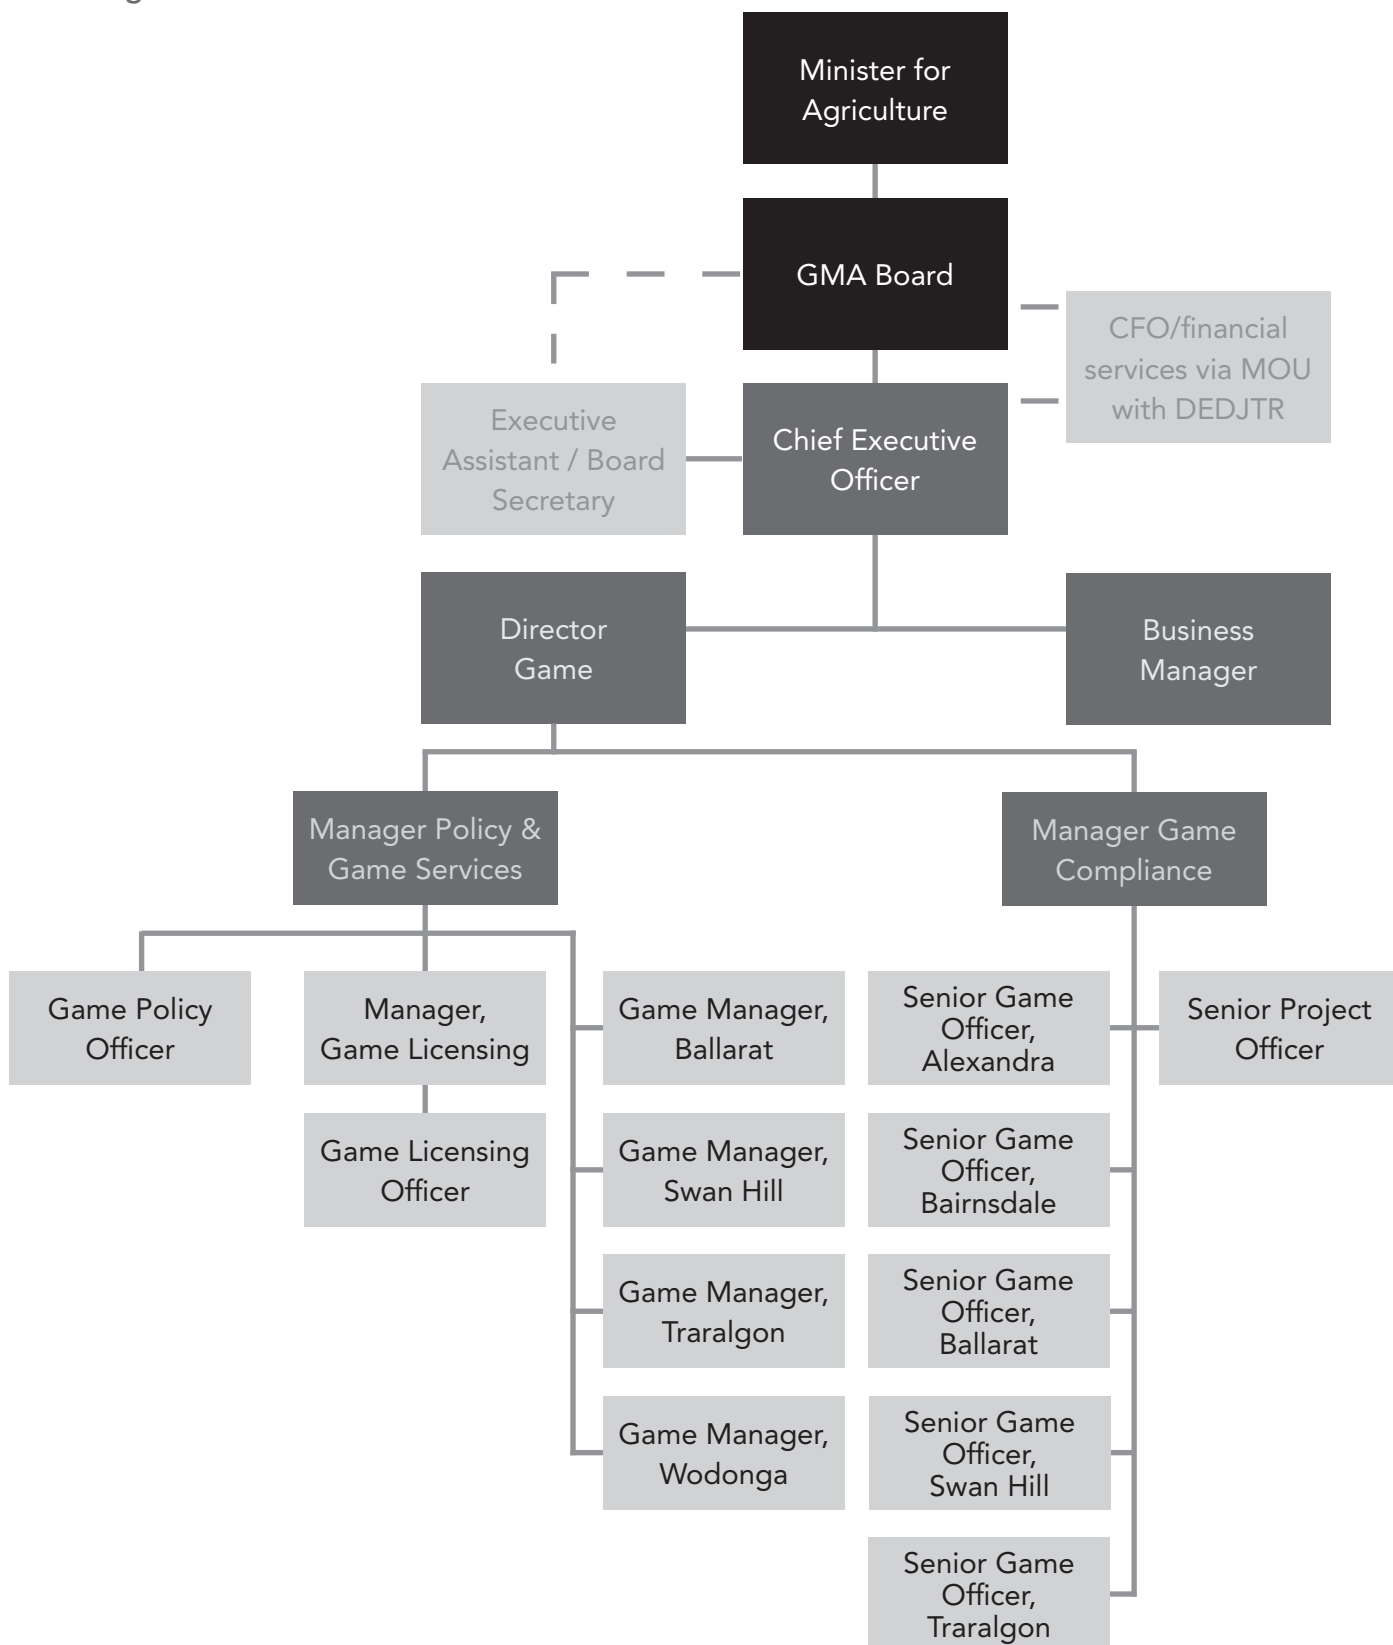 Minister for
Agriculture
GMA Board
CFO/financial
services via MOU
with DEDJTR
Executive
Assistant / Board
Secretary
Chief Executive
Officer
Director
Game
Business
Manager
Manager Policy &
Game Services
Manager Game
Compliance
Game Policy
Officer
Manager,
Game Licensing
Game Manager,
Ballarat
Senior Game
Officer,
Alexandra
Senior Project
Officer
Game Licensing
Officer
Game Manager,
Swan Hill
Senior Game
Officer,
Bairnsdale
Game Manager,
Traralgon
Senior Game
Officer,
Ballarat
Game Manager,
Wodonga
Senior Game
Officer,
Swan Hill
Senior Game
Officer,
Traralgon